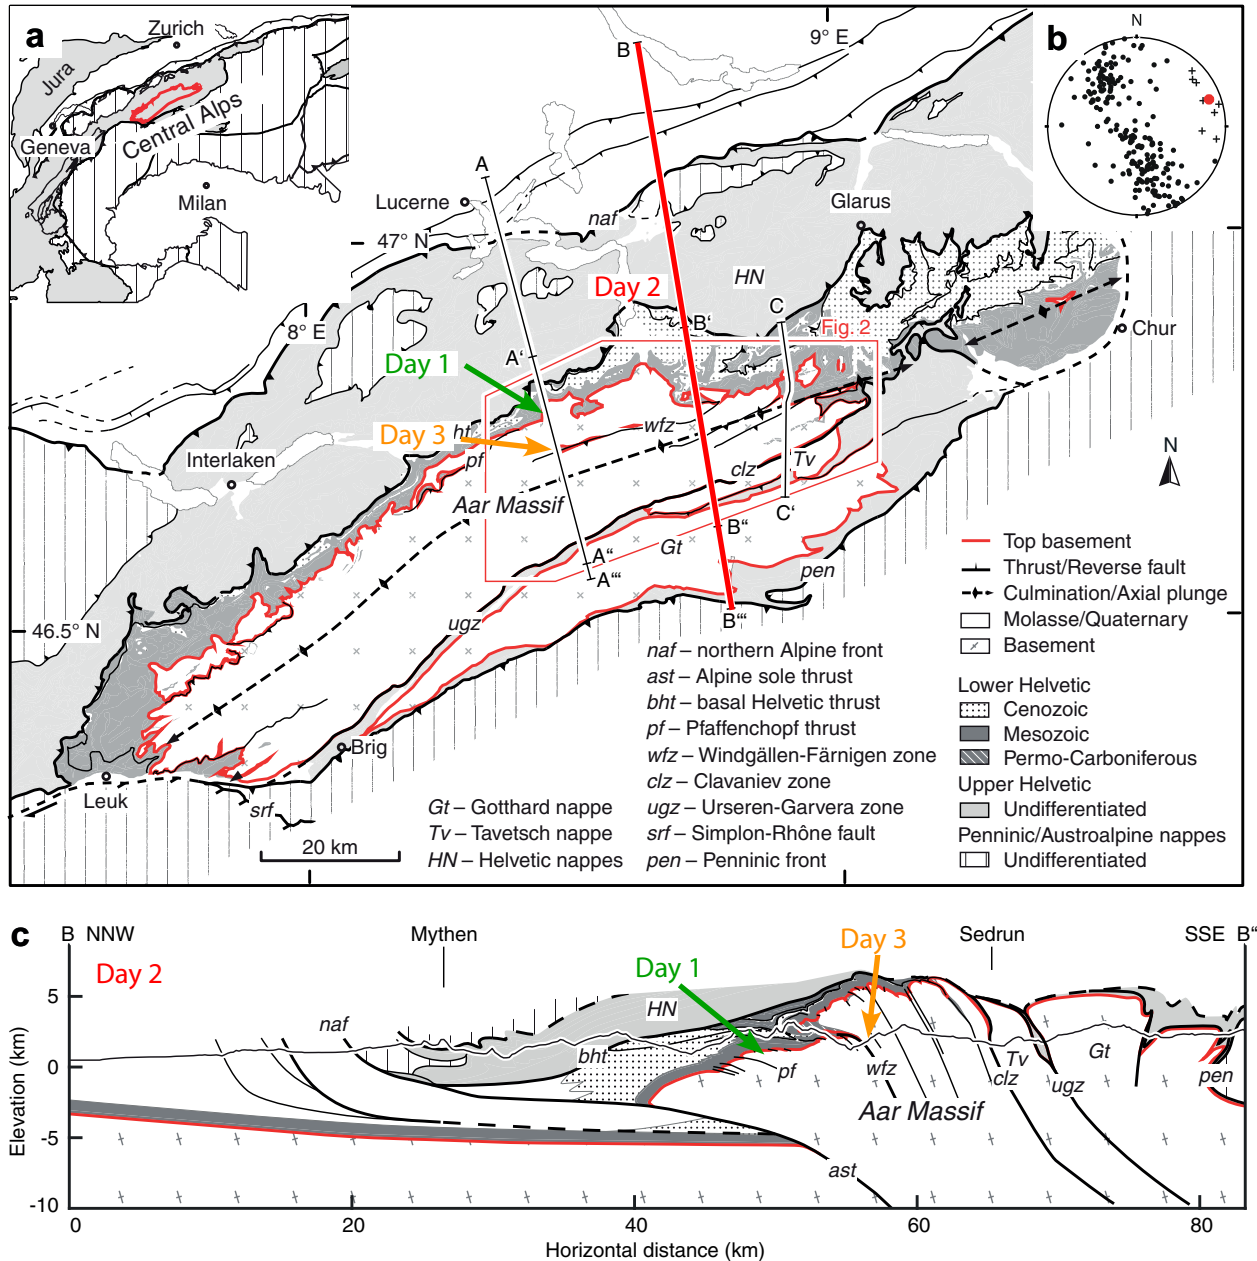 a
Zurich
Jura
Central Alps
Geneva
Milan
b
N
9° E
B
A
Lucerne
47° N
naf
Glarus
HN
Day 2
8° E
C
B‘
Fig. 2
Chur
A‘
Day 1
Day 3
ht
pf
wfz
Interlaken
clz
Tv
N
Aar Massif
C‘
B“
Gt
A“
A‘“
pen
B‘“
46.5° N
ugz
Brig
Leuk
srf
20 km
Top basement
Thrust/Reverse fault
Culmination/Axial plunge
Molasse/Quaternary
Basement
Lower Helvetic
Cenozoic
Mesozoic
Permo-Carboniferous
Upper Helvetic
Undifferentiated
Penninic/Austroalpine nappes
Undifferentiated
naf – northern Alpine front
ast – Alpine sole thrust
bht – basal Helvetic thrust
pf – Pfaffenchopf thrust
wfz – Windgällen-Färnigen zone
clz – Clavaniev zone
Gt – Gotthard nappe
ugz – Urseren-Garvera zone
Tv – Tavetsch nappe
srf – Simplon-Rhône fault
HN – Helvetic nappes
pen – Penninic front
c
B NNW
Mythen
Day 3
Sedrun
SSE B“
Day 2
Day 1
5
naf
HN
bht
0
pf
wfz
Tv
Gt
clz
ugz
pen
Aar Massif
Elevation (km)
-5
ast
-10
0
20
40
60
80
Horizontal distance (km)